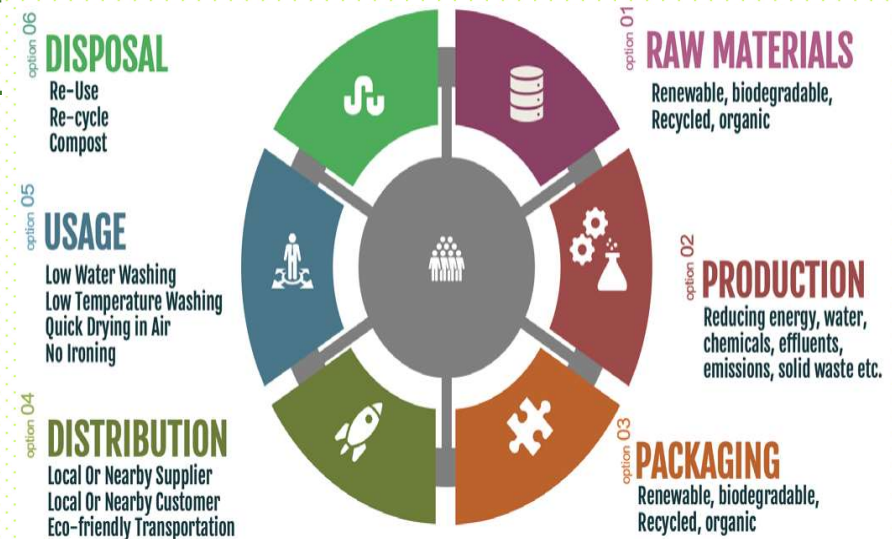 option 01
RAW MATERIALS
Renewable, biodegradable,
Recycled, organic
option 02
PRODUCTION
Reducing energy, water,
chemicals, effluents,
emissions, solid waste etc.
option 03
PACKAGING
Renewable, biodegradable,
Recycled, organic
option 04
DISTRIBUTION
Local Or Nearby Supplier
Local Or Nearby Customer
Eco-friendly Transportation
option 05
USAGE
Low Water Washing
Low Temperature Washing
Quick Drying in Air
No Ironing
option 06
DISPOSAL
Re-Use
Re-cycle
Compost